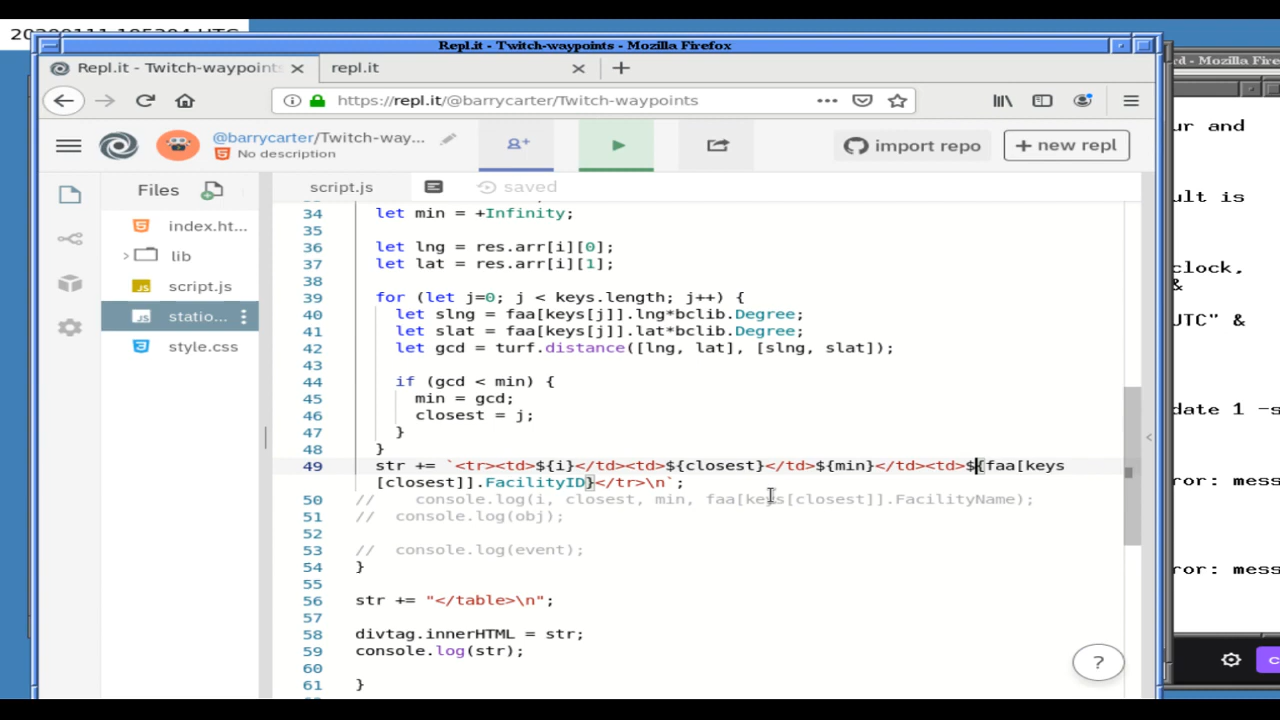 Repl.it - Twitch-waypoints - Mozilla Firefox
rd - Mozilla Fire
Repl.it - Twitch-waypoint
repl.it
https://repl.it/@barrycarter/Twitch-waypoints
@barrycarter/Twitch-way...
No description
import repo
+ new repl
ur and
Files
script.js
saved
ult is
index.ht...
lib
script.js
statio...
style.css
34 let min = +Infinity;
35
36 let lng = res.arr[i][0];
37 let lat = res.arr[i][1];
38
39 for (let j=0; j < keys.length; j++) {
40 let slng = faa[keys[j]].lng*bclib.Degree;
41 let slat = faa[keys[j]].lat*bclib.Degree;
42 let gcd = turf.distance([lng, lat], [slng, slat]);
43
44 if (gcd < min) {
45 min = gcd;
46 closest = j;
47 }
48 }
49 str += `<tr><td>${i}</td><td>${closest}</td>${min}</td><td>${faa[keys
[closest]].FacilityID}</tr>\n`;
50 // console.log(i, closest, min, faa[keys[closest]].FacilityName);
51 // console.log(obj);
52
53 // console.log(event);
54 }
55
56 str += "</table>\n";
57
58 divtag.innerHTML = str;
59 console.log(str);
60
61 }
?
clock,
&
UTC" &
date 1 -s
ror: mess
ror: mess